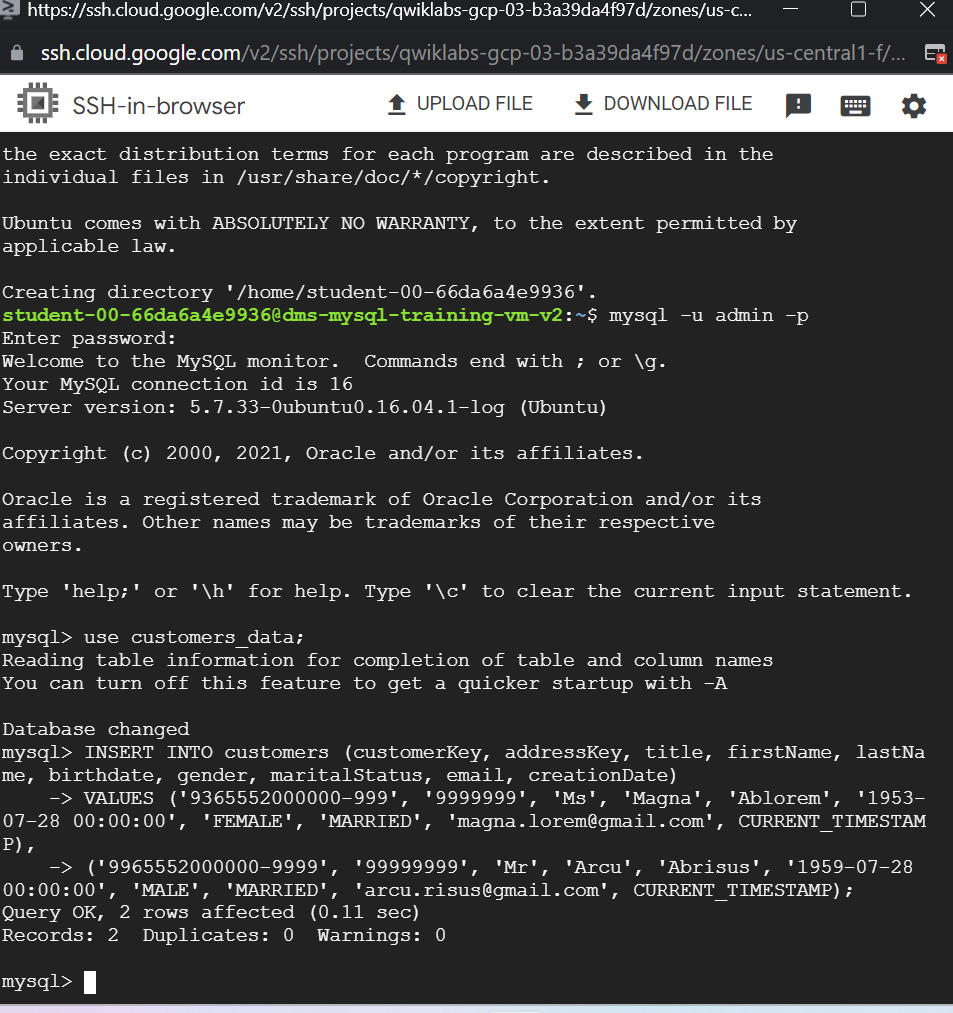 https://ssh.cloud.google.com/v2/ssh/projects/qwiklabs-gcp-03-b3a39da4f97d/zones/us-c...
ssh.cloud.google.com/v2/ssh/projects/qwiklabs-gcp-03-b3a39da4f97d/zones/us-central1-f/...
SSH-in-browser
UPLOAD FILE
DOWNLOAD FILE
the exact distribution terms for each program are described in the
individual files in /usr/share/doc/*/copyright.
Ubuntu comes with ABSOLUTELY NO WARRANTY, to the extent permitted by
applicable law.
Creating directory '/home/student-00-66da6a4e9936'.
student-00-66da6a4e9936@dms-mysql-training-vm-v2:~$ mysql -u admin -p
Enter password:
Welcome to the MySQL monitor.  Commands end with ; or \g.
Your MySQL connection id is 16
Server version: 5.7.33-0ubuntu0.16.04.1-log (Ubuntu)
Copyright (c) 2000, 2021, Oracle and/or its affiliates.
Oracle is a registered trademark of Oracle Corporation and/or its
affiliates. Other names may be trademarks of their respective
owners.
Type 'help;' or '\h' for help. Type '\c' to clear the current input statement.
mysql> use customers_data;
Reading table information for completion of table and column names
You can turn off this feature to get a quicker startup with -A
Database changed
mysql> INSERT INTO customers (customerKey, addressKey, title, firstName, lastNa
me, birthdate, gender, maritalStatus, email, creationDate)
    -> VALUES ('9365552000000-999', '9999999', 'Ms', 'Magna', 'Ablorem', '1953-
07-28 00:00:00', 'FEMALE', 'MARRIED', 'magna.lorem@gmail.com', CURRENT_TIMESTAM
P),
    -> ('9965552000000-9999', '99999999', 'Mr', 'Arcu', 'Abrisus', '1959-07-28
00:00:00', 'MALE', 'MARRIED', 'arcu.risus@gmail.com', CURRENT_TIMESTAMP);
Query OK, 2 rows affected (0.11 sec)
Records: 2  Duplicates: 0  Warnings: 0
mysql>